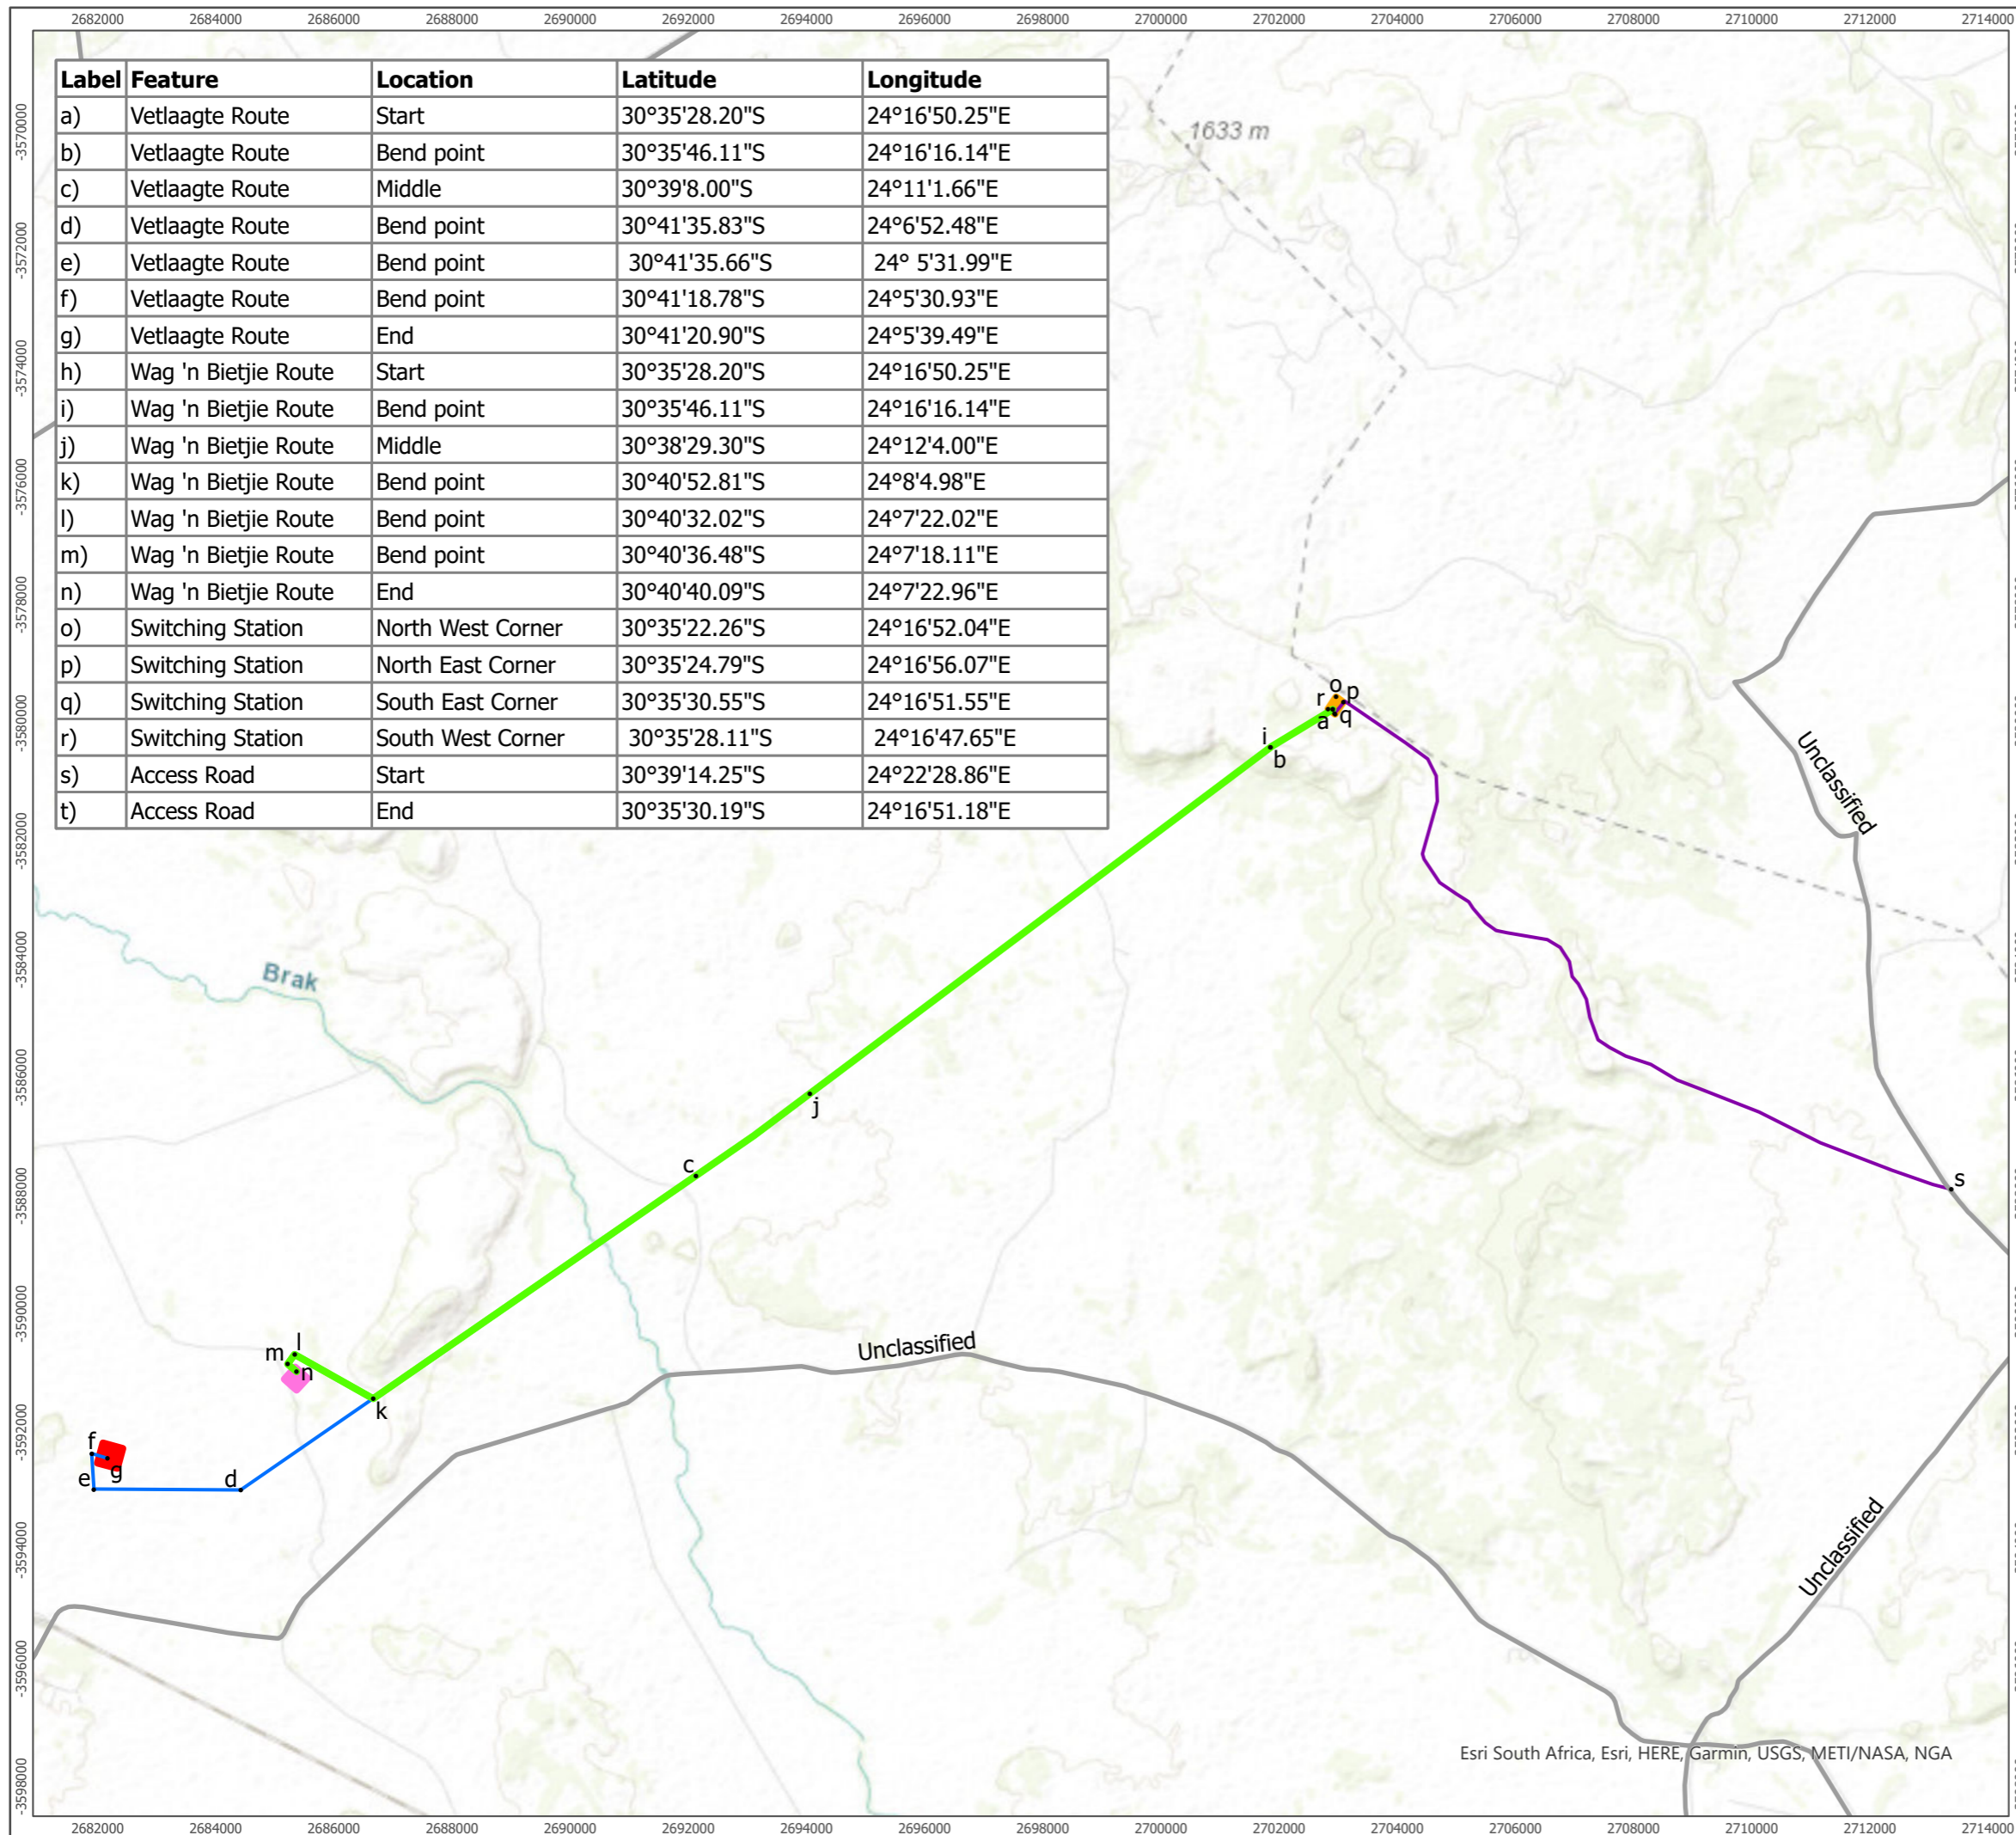 2682000 2684000 2686000 2688000 2690000 2692000 2694000 2696000 2698000 2700000 2702000 2704000 2706000 2708000 2710000 2712000 2714000
Label Feature Location Latitude Longitude
a) Vetlaagte Route Start 30°35'28.20"S 24°16'50.25"E
b) Vetlaagte Route Bend point 30°35'46.11"S 24°16'16.14"E
c) Vetlaagte Route Middle 30°39'8.00"S 24°11'1.66"E
d) Vetlaagte Route Bend point 30°41'35.83"S 24°6'52.48"E
e) Vetlaagte Route Bend point 30°41'35.66"S 24° 5'31.99"E
f) Vetlaagte Route Bend point 30°41'18.78"S 24°5'30.93"E
g) Vetlaagte Route End 30°41'20.90"S 24°5'39.49"E
h) Wag 'n Bietjie Route Start 30°35'28.20"S 24°16'50.25"E
i) Wag 'n Bietjie Route Bend point 30°35'46.11"S 24°16'16.14"E
j) Wag 'n Bietjie Route Middle 30°38'29.30"S 24°12'4.00"E
k) Wag 'n Bietjie Route Bend point 30°40'52.81"S 24°8'4.98"E
l) Wag 'n Bietjie Route Bend point 30°40'32.02"S 24°7'22.02"E
m) Wag 'n Bietjie Route Bend point 30°40'36.48"S 24°7'18.11"E
n) Wag 'n Bietjie Route End 30°40'40.09"S 24°7'22.96"E
o) Switching Station North West Corner 30°35'22.26"S 24°16'52.04"E
p) Switching Station North East Corner 30°35'24.79"S 24°16'56.07"E
q) Switching Station South East Corner 30°35'30.55"S 24°16'51.55"E
r) Switching Station South West Corner 30°35'28.11"S 24°16'47.65"E
s) Access Road Start 30°39'14.25"S 24°22'28.86"E
t) Access Road End 30°35'30.19"S 24°16'51.18"E
1633 m
-3570000
-3572000
-3574000
-3576000
-3578000
-3580000
-3582000
-3584000
-3586000
-3588000
-3590000
-3592000
-3594000
-3596000
-3598000
o
r p
a q
i
b
Unclassified
Brak
j
c
s
l
m
n
k
Unclassified
f
g
e
d
Unclassified
Esri South Africa, Esri, HERE, Garmin, USGS, METI/NASA, NGA
2682000 2684000 2686000 2688000 2690000 2692000 2694000 2696000 2698000 2700000 2702000 2704000 2706000 2708000 2710000 2712000 2714000